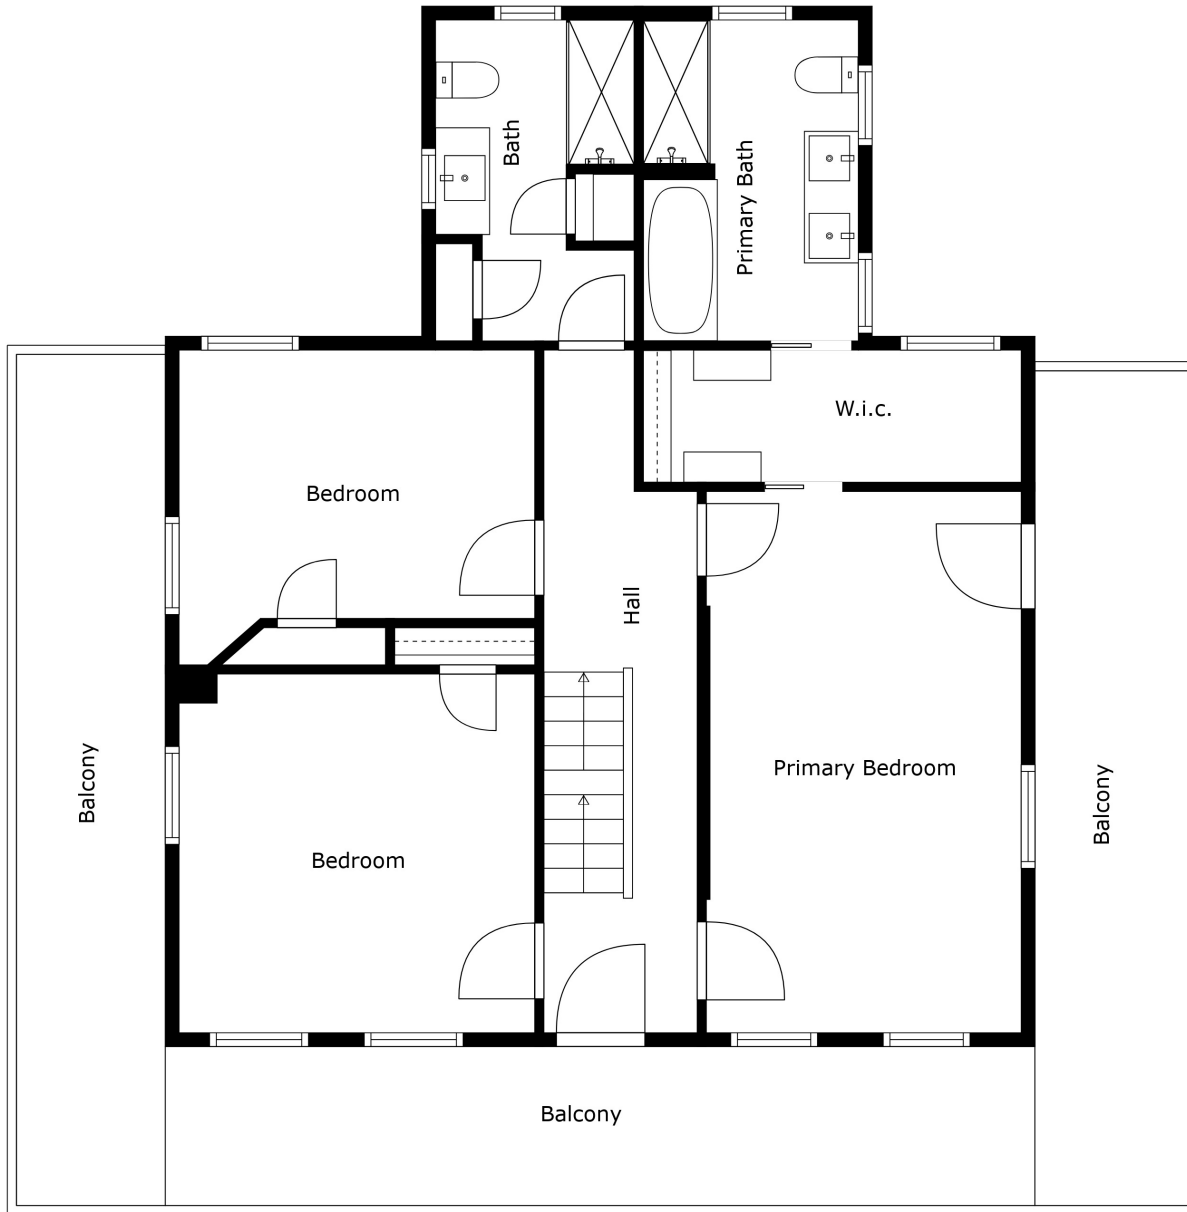 Bath
Primary Bath
W.i.c.
Bedroom
Hall
Balcony
Bedroom
Primary Bedroom
Balcony
Balcony